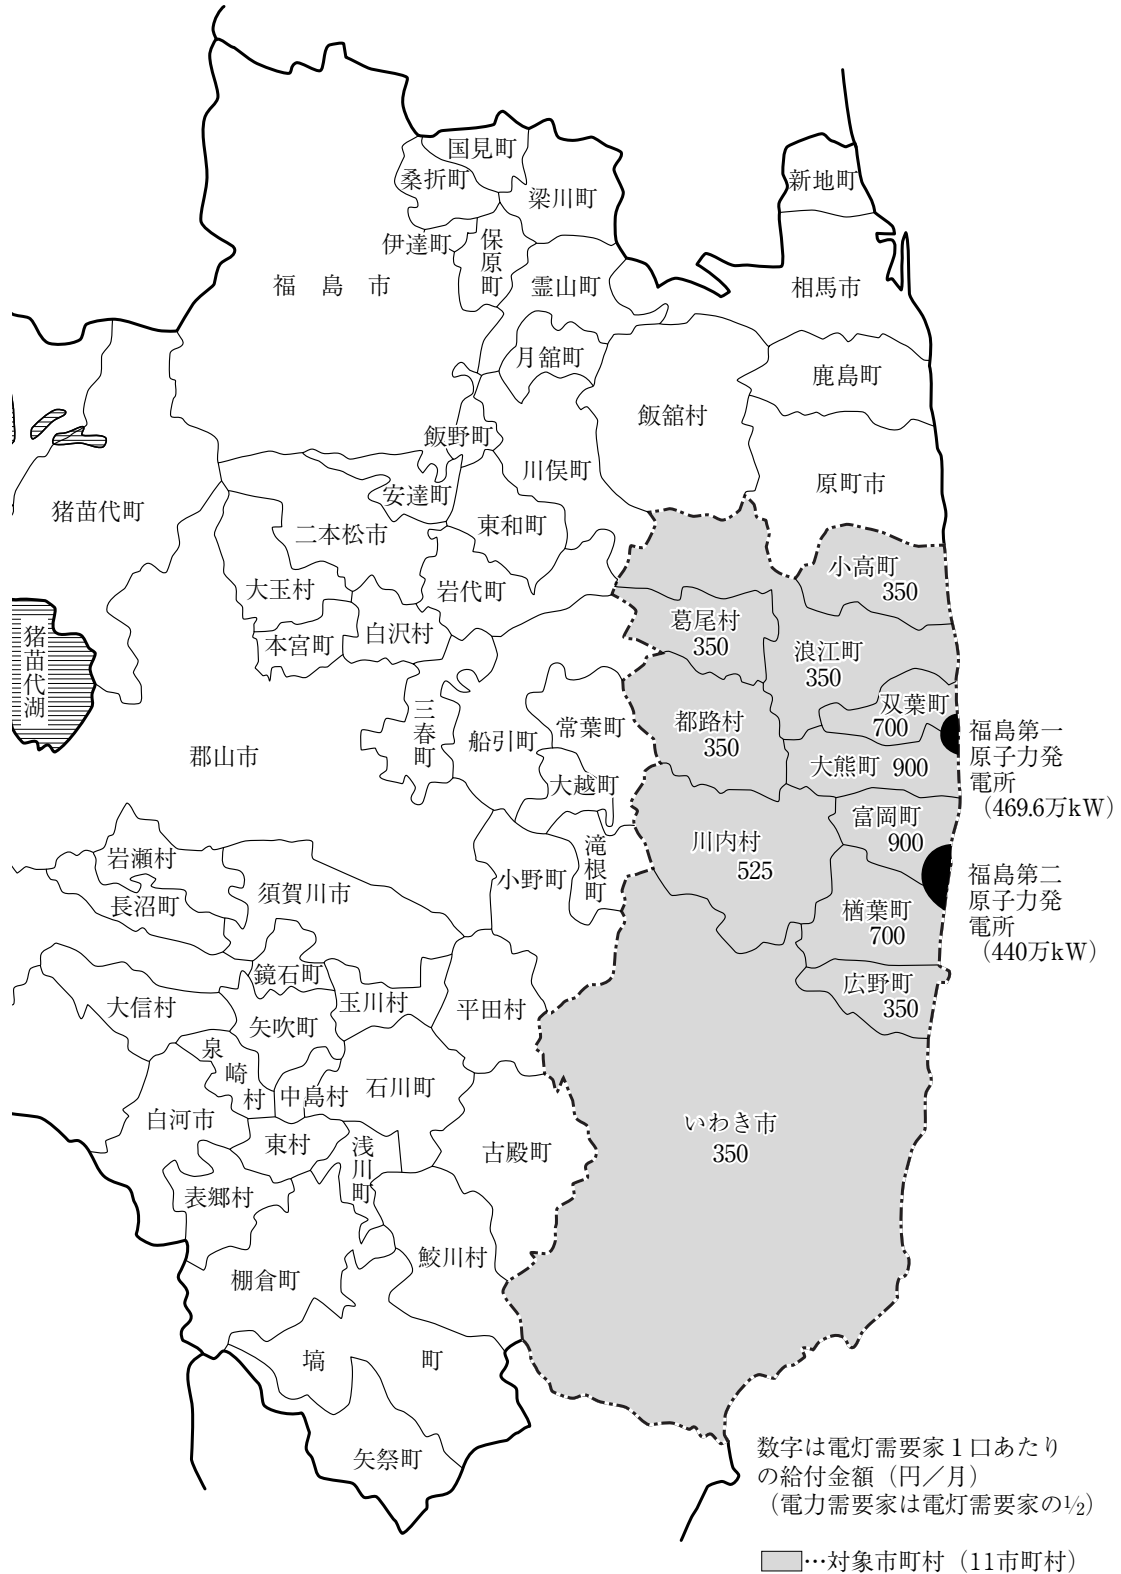 国見町
桑折町
梁川町
新地町
伊達町
保原町
福島市
霊山町
相馬市
月舘町
鹿島町
飯舘村
飯野町
川俣町
原町市
安達町
猪苗代町
二本松市
東和町
小高町
350
大玉村
岩代町
葛尾村
350
本宮町
白沢村
猪苗代湖
浪江町
350
双葉町
700
三春町
船引町
常葉町
都路村
350
福島第一
原子力発
電所
（469.6万kW）
郡山市
大熊町 900
大越町
富岡町
900
岩瀬村
滝根町
川内村
525
小野町
須賀川市
長沼町
福島第二
原子力発
電所
（440万kW）
楢葉町
700
鏡石町
広野町
350
大信村
玉川村
平田村
矢吹町
泉崎村
中島村
石川町
白河市
東村
浅川町
古殿町
いわき市
350
表郷村
鮫川村
棚倉町
塙町
矢祭町
数字は電灯需要家１口あたり
の給付金額（円／月）
（電力需要家は電灯需要家の1/2）
…対象市町村（11市町村）